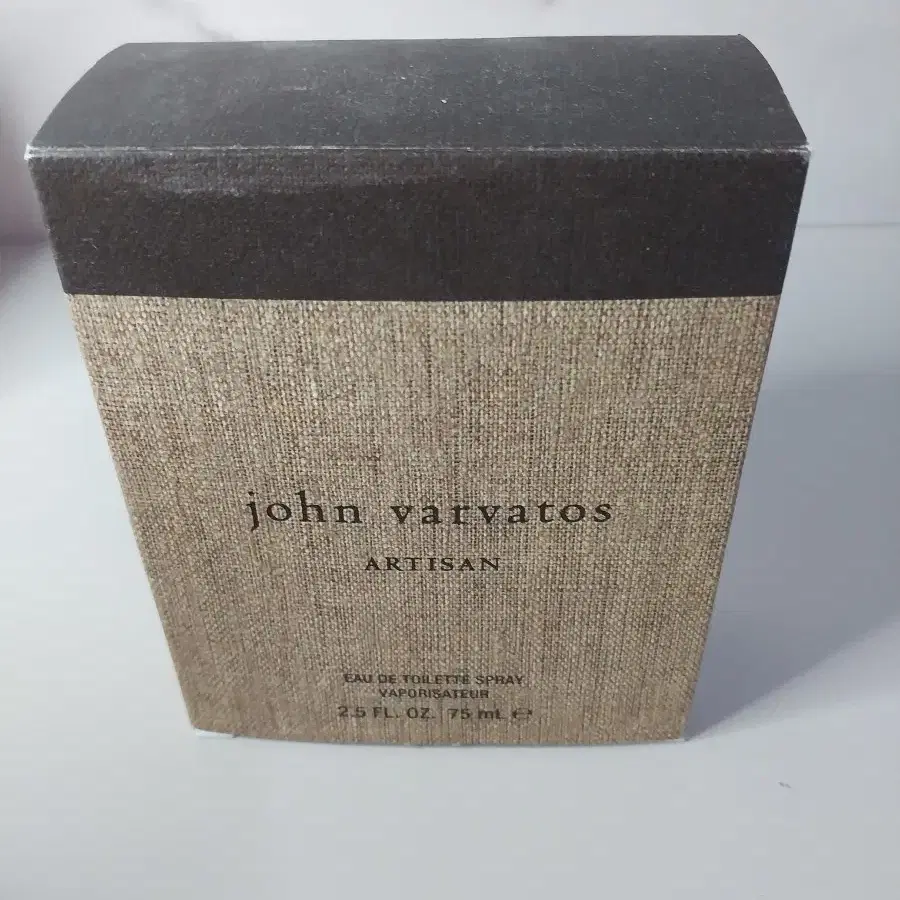 john varvatos
ARTISAN
EAU DE TOILETTE SPRAY
VAPORISATEUR
2.5 FL. OZ. 75 mL ℮